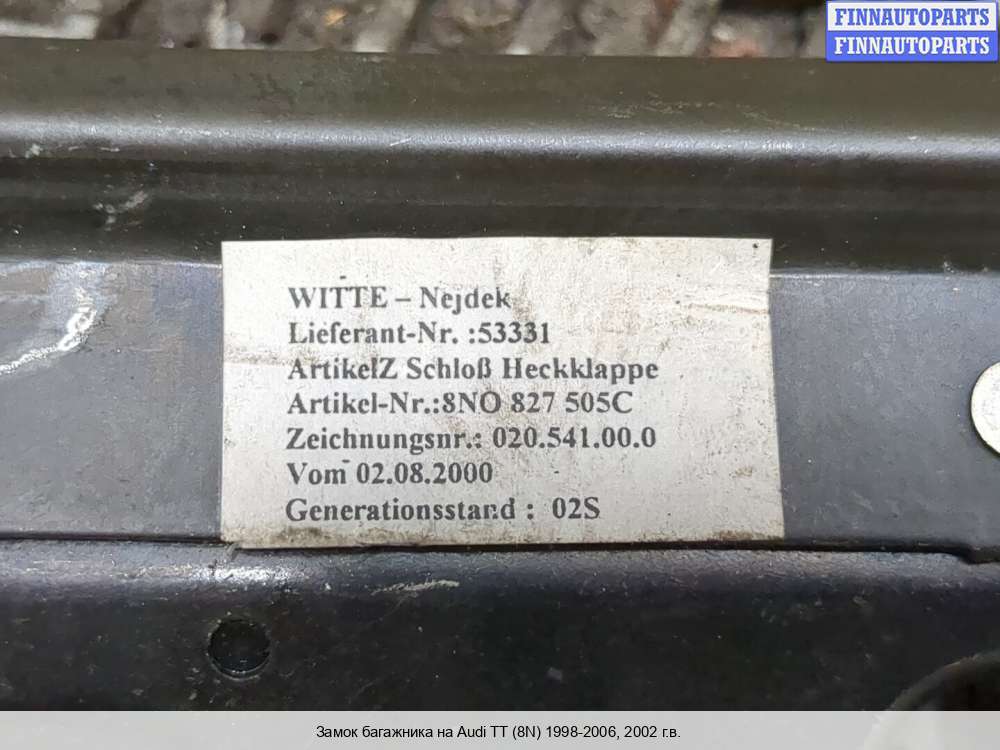 FINNAUTOPARTS
FINNAUTOPARTS
WITTE – Nejdek
Lieferant-Nr. :53331
ArtikelZ Schloß Heckklappe
Artikel-Nr.:8NO 827 505C
Zeichnungsnr.: 020.541.00.0
Vom 02.08.2000
Generationsstand : 02S
Замок багажника на Audi TT (8N) 1998-2006, 2002 г.в.